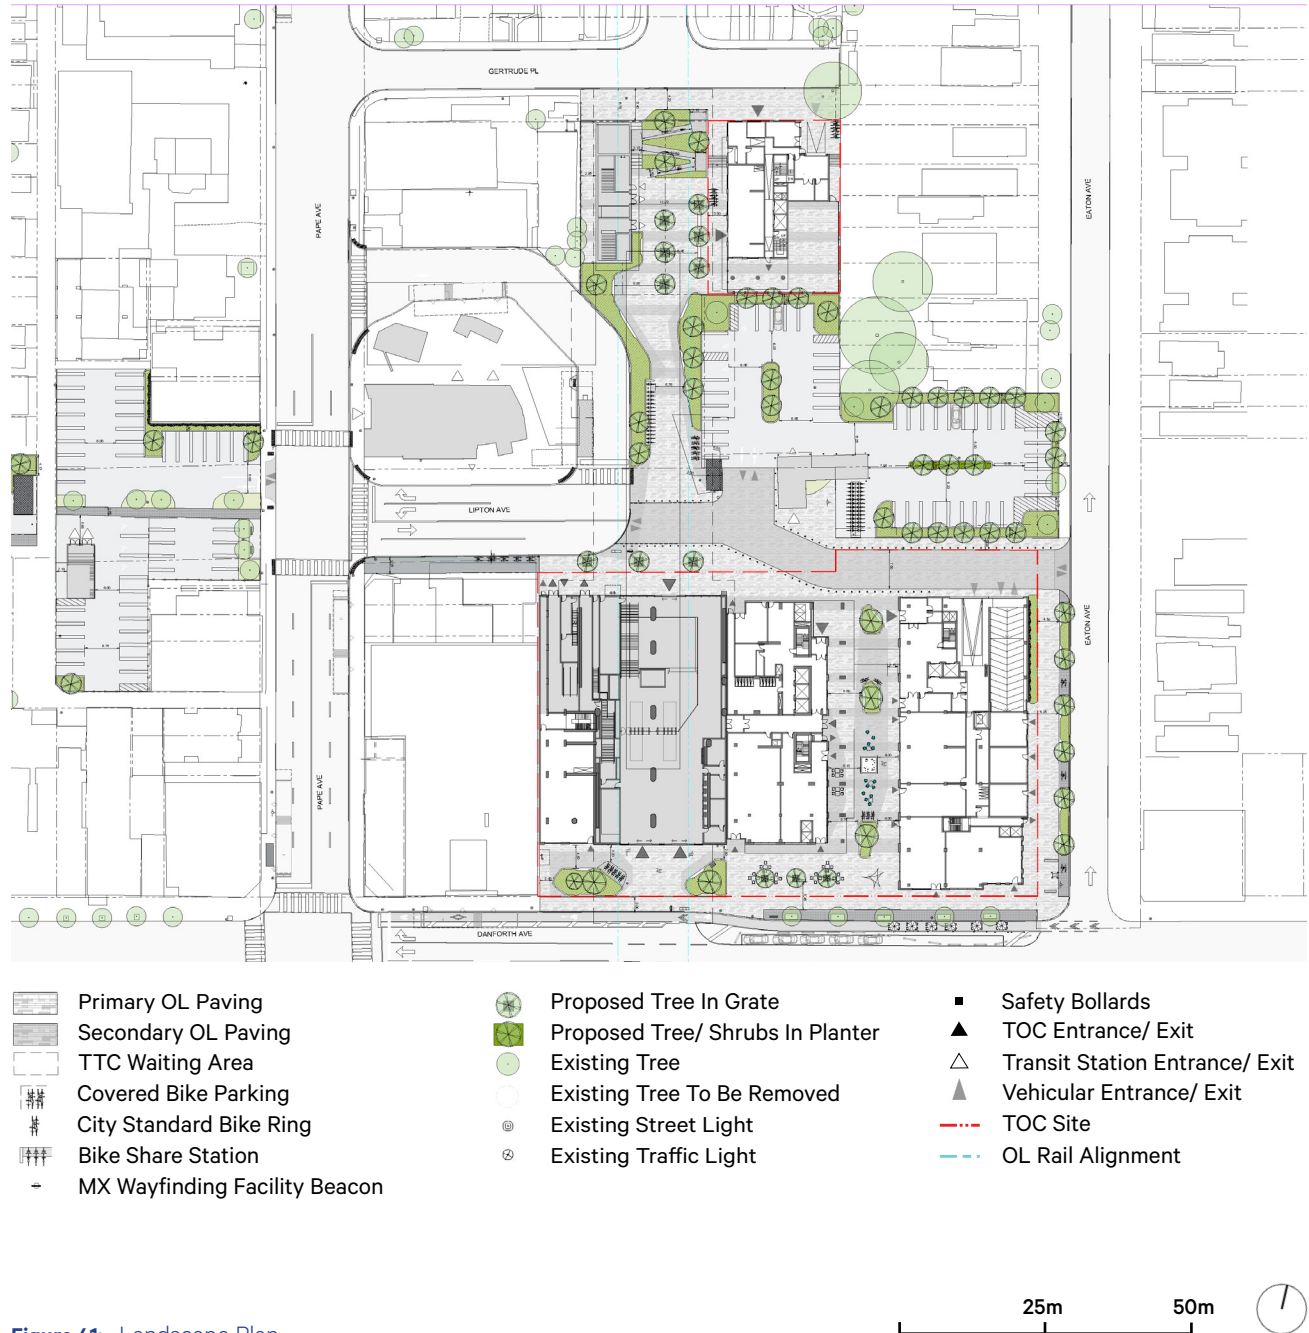 GERTRUDE PL
PAPE AVE
EATON AVE
LIPTON AVE
EATON AVE
PAPE AVE
DANFORTH AVE
Primary OL Paving
Secondary OL Paving
TTC Waiting Area
Covered Bike Parking
City Standard Bike Ring
Bike Share Station
MX Wayfinding Facility Beacon
Proposed Tree In Grate
Proposed Tree/ Shrubs In Planter
Existing Tree
Existing Tree To Be Removed
Existing Street Light
Existing Traffic Light
Safety Bollards
TOC Entrance/ Exit
Transit Station Entrance/ Exit
Vehicular Entrance/ Exit
TOC Site
OL Rail Alignment
25m 50m
Figure 41: Landscape Plan